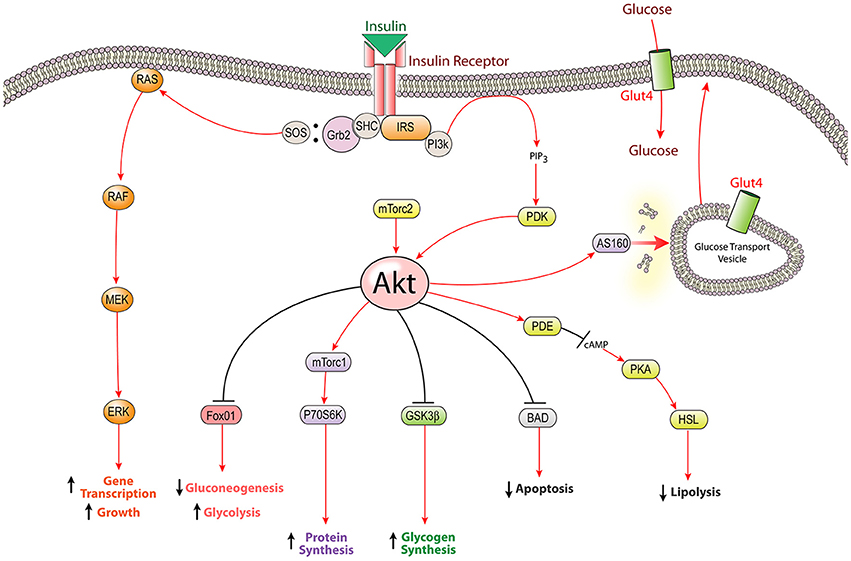 Glucose
Insulin
Insulin Receptor
RAS
Glut4
SOS
:
Grb2
SHC
IRS
PI3k
Glucose
PIP3
Glut4
RAF
mTorc2
PDK
AS160
Glucose Transport
Vesicle
Akt
MEK
PDE
cAMP
mTorc1
PKA
ERK
Fox01
P70S6K
GSK3β
BAD
HSL
Gene
Transcription
Growth
Gluconeogenesis
Glycolysis
Apoptosis
Lipolysis
Protein
Synthesis
Glycogen
Synthesis